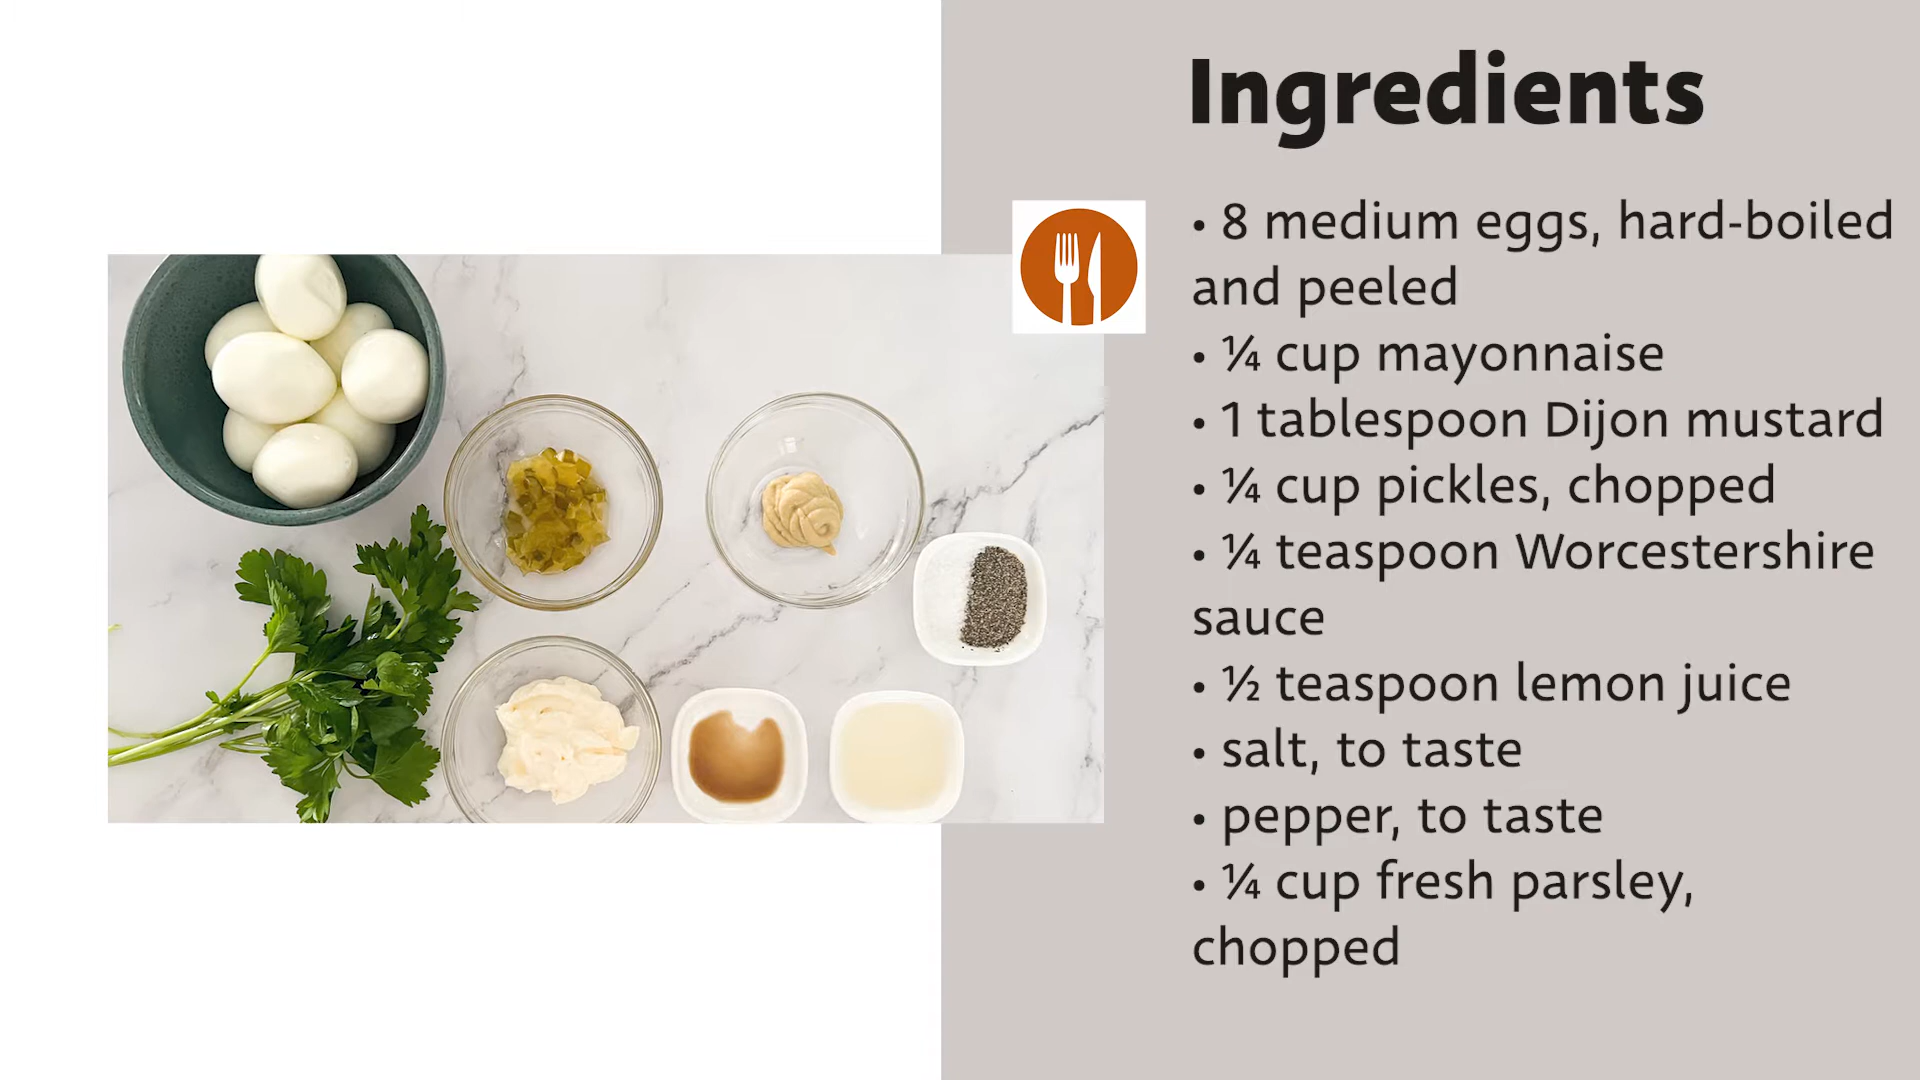 Ingredients
• 8 medium eggs, hard-boiled
and peeled
• ¼ cup mayonnaise
• 1 tablespoon Dijon mustard
• ¼ cup pickles, chopped
• ¼ teaspoon Worcestershire
sauce
• ½ teaspoon lemon juice
• salt, to taste
• pepper, to taste
• ¼ cup fresh parsley,
chopped